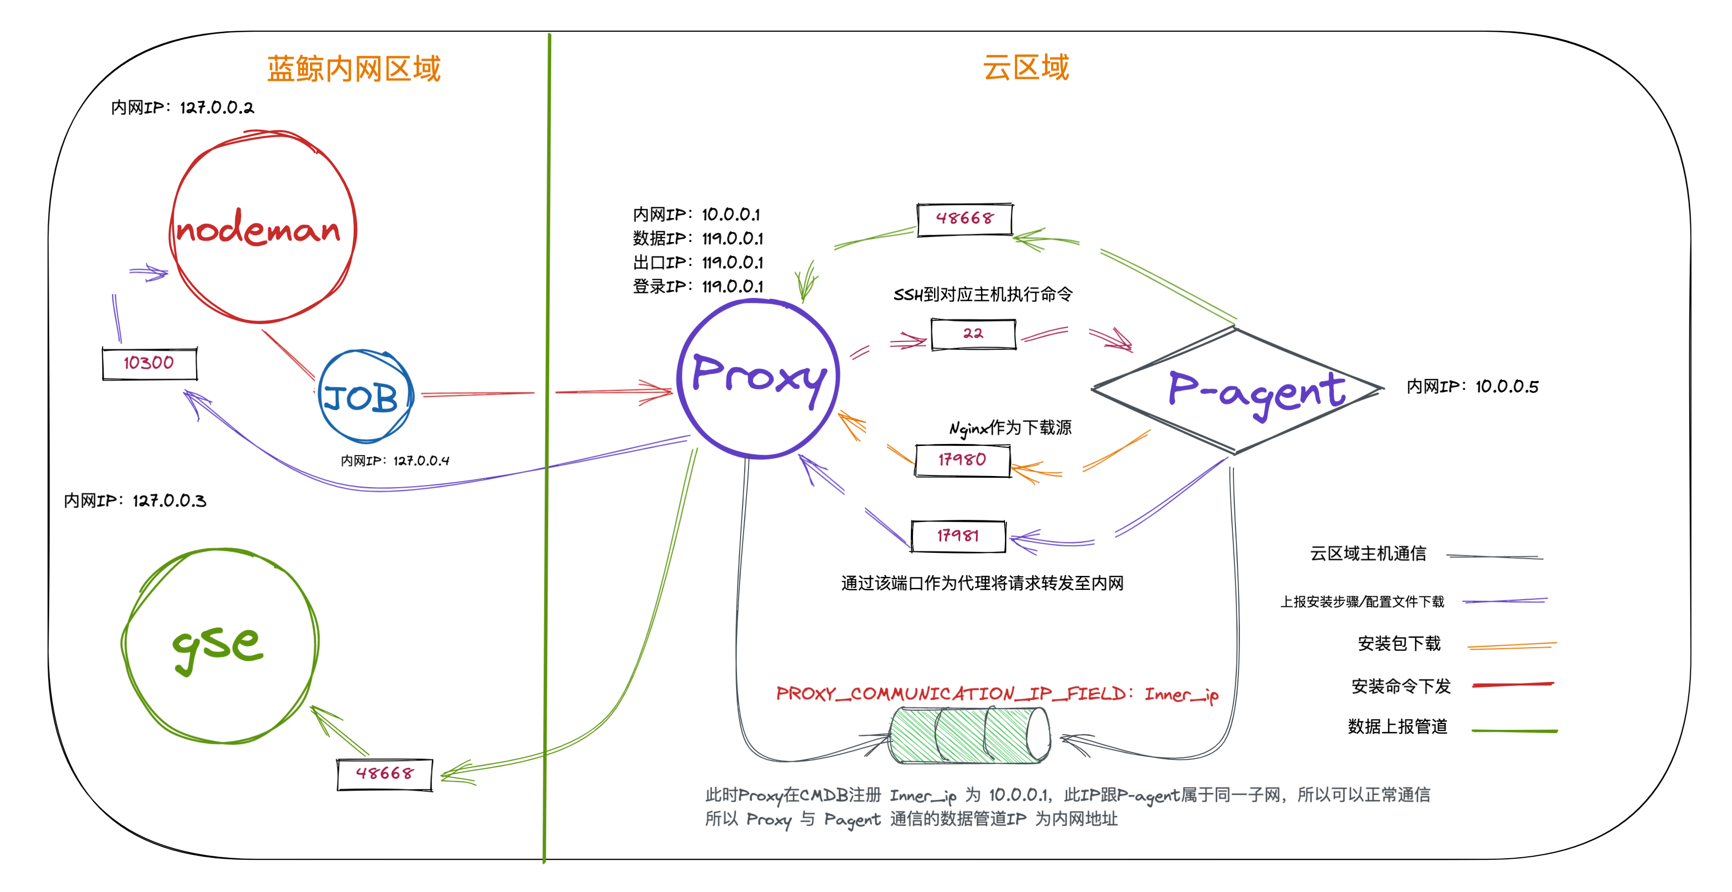 蓝鲸内网区域
云区域
内网IP: 127.0.0.2
nodeman
10300
JOB
内网IP: 127.0.0.4
内网IP: 127.0.0.3
gse
48668
内网IP: 10.0.0.1
数据IP: 119.0.0.1
出口IP: 119.0.0.1
登录IP: 119.0.0.1
Proxy
48668
SSH到对应主机执行命令
22
Nginx作为下载源
17980
17981
通过该端口作为代理将请求转发至内网
P-agent
内网IP: 10.0.0.5
云区域主机通信
上报安装步骤/配置文件下载
安装包下载
安装命令下发
数据上报管道
PROXY_COMMUNICATION_IP_FIELD: Inner_ip
此时Proxy在CMDB注册 Inner_ip 为 10.0.0.1, 此IP跟P-agent属于同一子网, 所以可以正常通信
所以 Proxy 与 Pagent 通信的数据管道IP 为内网地址